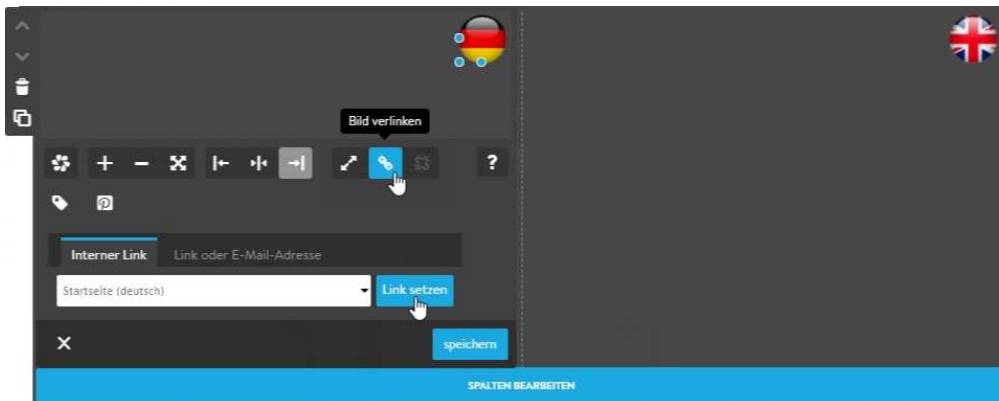 Bild verlinken
?
Interner Link
Link oder E-Mail-Adresse
Startseite (deutsch)
Link setzen
speichern
SPALTEN BEARBEITEN